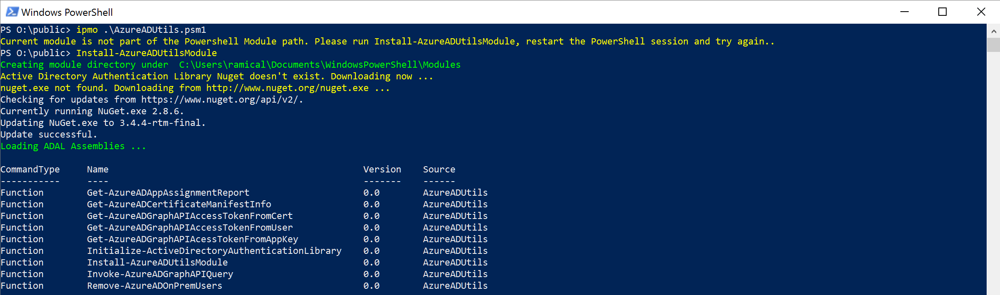 Windows PowerShell
PS O:\public> ipmo .\AzureADUtils.psm1
Current module is not part of the Powershell Module path. Please run Install-AzureADUtilsModule, restart the PowerShell session and try again..
PS O:\public> Install-AzureADUtilsModule
Creating module directory under  C:\Users\ramical\Documents\WindowsPowerShell\Modules
Active Directory Authentication Library Nuget doesn't exist. Downloading now ...
nuget.exe not found. Downloading from http://www.nuget.org/nuget.exe ...
Checking for updates from https://www.nuget.org/api/v2/.
Currently running NuGet.exe 2.8.6.
Updating NuGet.exe to 3.4.4-rtm-final.
Update successful.
Loading ADAL Assemblies ...
CommandType     Name                                               Version    Source
-----------     ----                                               -------    ------
Function        Get-AzureADAppAssignmentReport                     0.0        AzureADUtils
Function        Get-AzureADCertificateManifestInfo                 0.0        AzureADUtils
Function        Get-AzureADGraphAPIAccessTokenFromCert             0.0        AzureADUtils
Function        Get-AzureADGraphAPIAccessTokenFromUser             0.0        AzureADUtils
Function        Get-AzureADGraphAPIAcessTokenFromAppKey            0.0        AzureADUtils
Function        Initialize-ActiveDirectoryAuthenticationLibrary    0.0        AzureADUtils
Function        Install-AzureADUtilsModule                         0.0        AzureADUtils
Function        Invoke-AzureADGraphAPIQuery                        0.0        AzureADUtils
Function        Remove-AzureADOnPremUsers                          0.0        AzureADUtils